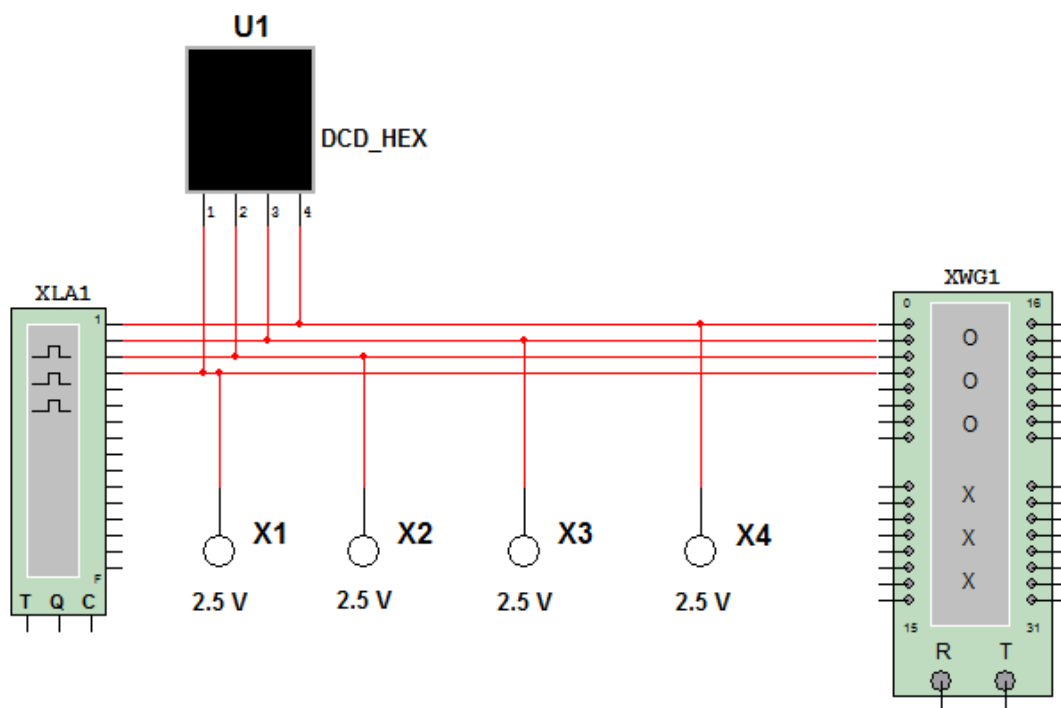 U1
DCD_HEX
1 2 3 4
XLA1
XWG1
1
0 16
O
O
O
X1 X2 X3 X4
X
X
X
2.5 V 2.5 V 2.5 V 2.5 V
F
T Q C
15 31
R T